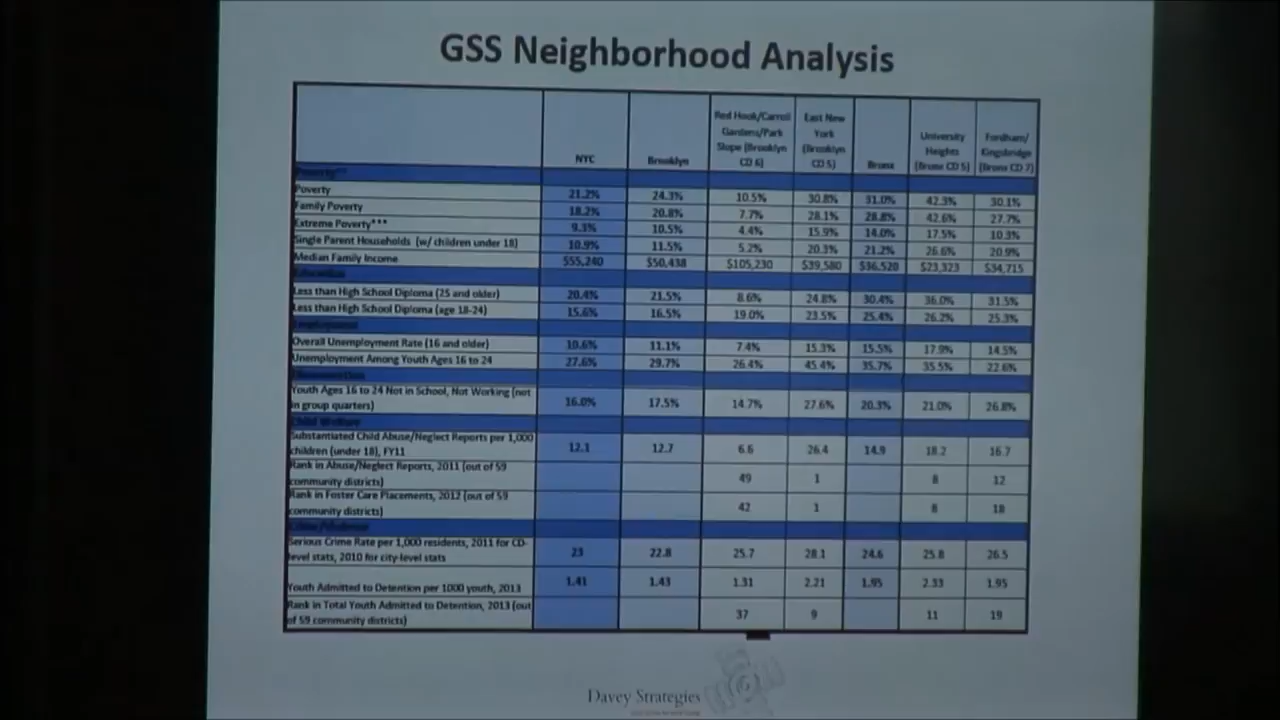 GSS Neighborhood Analysis
NYC Brooklyn Red Hook/Carroll Gardens/Park Slope (Brooklyn CD 6) East New York (Brooklyn CD 5) Bronx University Heights (Bronx CD 5) Fordham/Kingsbridge (Bronx CD 7)
Poverty**
Poverty 21.2% 24.3% 10.5% 30.8% 31.0% 42.3% 30.1%
Family Poverty 18.2% 20.8% 7.7% 28.1% 28.8% 42.6% 27.7%
Extreme Poverty*** 9.3% 10.5% 4.4% 15.9% 14.0% 17.5% 10.3%
Single Parent Households (w/ children under 18) 10.9% 11.5% 5.2% 20.3% 21.2% 26.6% 20.9%
Median Family Income $55,240 $50,438 $105,230 $39,580 $36,520 $23,323 $34,715
Education
Less than High School Diploma (25 and older) 20.4% 21.5% 8.6% 24.8% 30.4% 36.0% 31.5%
Less than High School Diploma (age 18-24) 15.6% 16.5% 19.0% 23.5% 25.4% 26.2% 25.3%
Employment
Overall Unemployment Rate (16 and older) 10.6% 11.1% 7.4% 15.3% 15.5% 17.9% 14.5%
Unemployment Among Youth Ages 16 to 24 27.6% 29.7% 26.4% 45.4% 35.7% 35.5% 22.6%
Youth Ages 16 to 24 Not in School, Not Working (not
in group quarters) 16.0% 17.5% 14.7% 27.6% 20.3% 21.0% 26.8%
Child Welfare
Substantiated Child Abuse/Neglect Reports per 1,000
children (under 18), FY11 12.1 12.7 6.6 26.4 14.9 18.2 16.7
Rank in Abuse/Neglect Reports, 2011 (out of 59
community districts) 49 1 8 12
Rank in Foster Care Placements, 2012 (out of 59
community districts) 42 1 8 18
Serious Crime Rate per 1,000 residents, 2011 for CD-
level stats, 2010 for city-level stats 23 22.8 25.7 28.1 24.6 25.8 26.5
Youth Admitted to Detention per 1000 youth, 2013 1.41 1.43 1.31 2.21 1.95 2.33 1.95
Rank in Total Youth Admitted to Detention, 2013 (out
of 59 community districts) 37 9 11 19
Davey Strategies